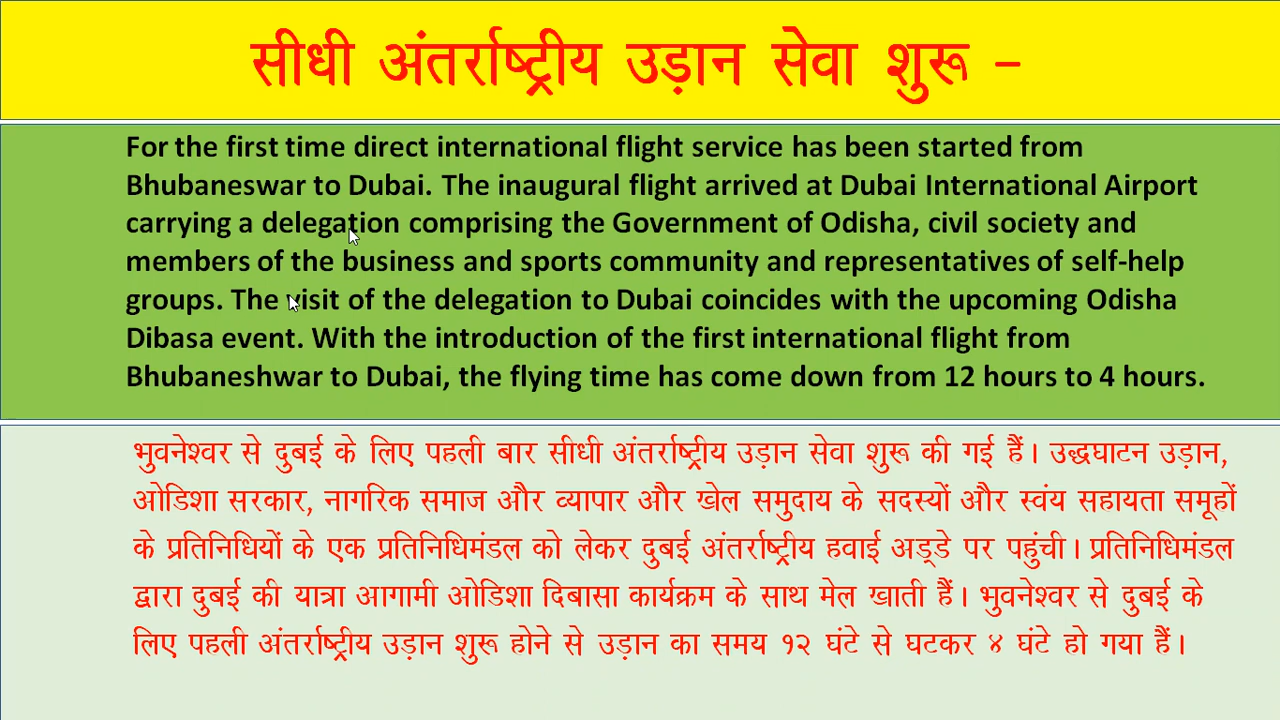 सीधी अंतर्राष्ट्रीय उड़ान सेवा शुरू –
For the first time direct international flight service has been started from
Bhubaneswar to Dubai. The inaugural flight arrived at Dubai International Airport
carrying a delegation comprising the Government of Odisha, civil society and
members of the business and sports community and representatives of self-help
groups. The visit of the delegation to Dubai coincides with the upcoming Odisha
Dibasa event. With the introduction of the first international flight from
Bhubaneshwar to Dubai, the flying time has come down from 12 hours to 4 hours.
भुवनेश्वर से दुबई के लिए पहली बार सीधी अंतर्राष्ट्रीय उड़ान सेवा शुरू की गई हैं। उद्धघाटन उड़ान,
ओडिशा सरकार, नागरिक समाज और व्यापार और खेल समुदाय के सदस्यों और स्वंय सहायता समूहों
के प्रतिनिधियों के एक प्रतिनिधिमंडल को लेकर दुबई अंतर्राष्ट्रीय हवाई अड्डे पर पहुंची। प्रतिनिधिमंडल
द्वारा दुबई की यात्रा आगामी ओडिशा दिबासा कार्यक्रम के साथ मेल खाती हैं। भुवनेश्वर से दुबई के
लिए पहली अंतर्राष्ट्रीय उड़ान शुरू होने से उड़ान का समय १२ घंटे से घटकर ४ घंटे हो गया हैं।